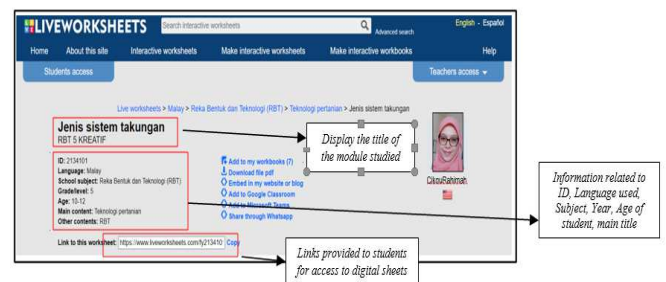 LIVEWORKSHEETS
Search interactive worksheets
Advanced search
English - Español
Home About this site Interactive worksheets Make interactive worksheets Make interactive workbooks Help
Students access
Teachers access
Live worksheets > Malay > Reka Bentuk dan Teknologi (RBT) > Teknologi pertanian > Jenis sistem takungan
Jenis sistem takungan
RBT 5 KREATIF
ID: 2134101
Language: Malay
School subject: Reka Bentuk dan Teknologi (RBT)
Grade/level: 5
Age: 10-12
Main content: Teknologi pertanian
Other contents: RBT
Add to my workbooks (7)
Download file pdf
Embed in my website or blog
Add to Google Classroom
Add to Microsoft Teams
Share through Whatsapp
Link to this worksheet: https://www.liveworksheets.com/fy213410 Copy
Display the title of
the module studied
CikguRahimah
Information related to
ID, Language used,
Subject, Year, Age of
student, main title
Links provided to students
for access to digital sheets